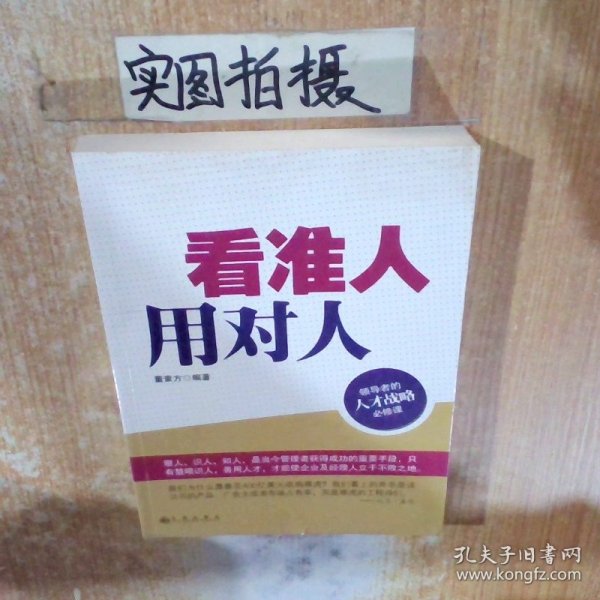 实图拍摄
看准人
用对人
董家方◎编著
领导者的
人才战略
必修课
察人、识人、知人，是当今管理者获得成功的重要手段，只
有慧眼识人，善用人才，才能使企业及经理人立于不败之地。
孔夫子旧书网
www.kongfz.com